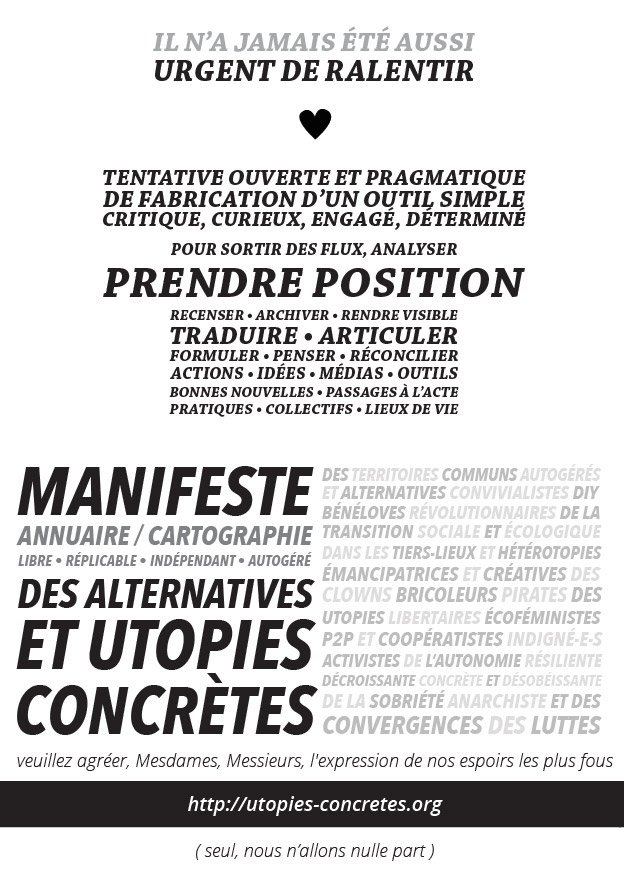 IL N'A JAMAIS ÉTÉ AUSSI
URGENT DE RALENTIR
TENTATIVE OUVERTE ET PRAGMATIQUE
DE FABRICATION D'UN OUTIL SIMPLE
CRITIQUE, CURIEUX, ENGAGÉ, DÉTERMINÉ
POUR SORTIR DES FLUX, ANALYSER
PRENDRE POSITION
RECENSER • ARCHIVER • RENDRE VISIBLE
TRADUIRE • ARTICULER
FORMULER • PENSER • RÉCONCILIER
ACTIONS • IDÉES • MÉDIAS • OUTILS
BONNES NOUVELLES • PASSAGES À L'ACTE
PRATIQUES • COLLECTIFS • LIEUX DE VIE
MANIFESTE
ANNUAIRE / CARTOGRAPHIE
LIBRE • RÉPLICABLE • INDÉPENDANT • AUTOGÉRÉ
DES ALTERNATIVES
ET UTOPIES
CONCRÈTES
DES TERRITOIRES COMMUNS AUTOGÉRÉS
ET ALTERNATIVES CONVIVIALISTES DIY
BÉNÉLOVES RÉVOLUTIONNAIRES DE LA
TRANSITION SOCIALE ET ÉCOLOGIQUE
DANS LES TIERS-LIEUX ET HÉTÉROTOPIES
ÉMANCIPATRICES ET CRÉATIVES DES
CLOWNS BRICOLEURS PIRATES DES
UTOPIES LIBERTAIRES ÉCOFÉMINISTES
P2P ET COOPÉRATISTES INDIGNÉ-E-S
ACTIVISTES DE L'AUTONOMIE RÉSILIENTE
DÉCROISSANTE CONCRÈTE ET DÉSOBÉISSANTE
DE LA SOBRIÉTÉ ANARCHISTE ET DES
CONVERGENCES DES LUTTES
veuillez agréer, Mesdames, Messieurs, l'expression de nos espoirs les plus fous
http://utopies-concretes.org
( seul, nous n'allons nulle part )